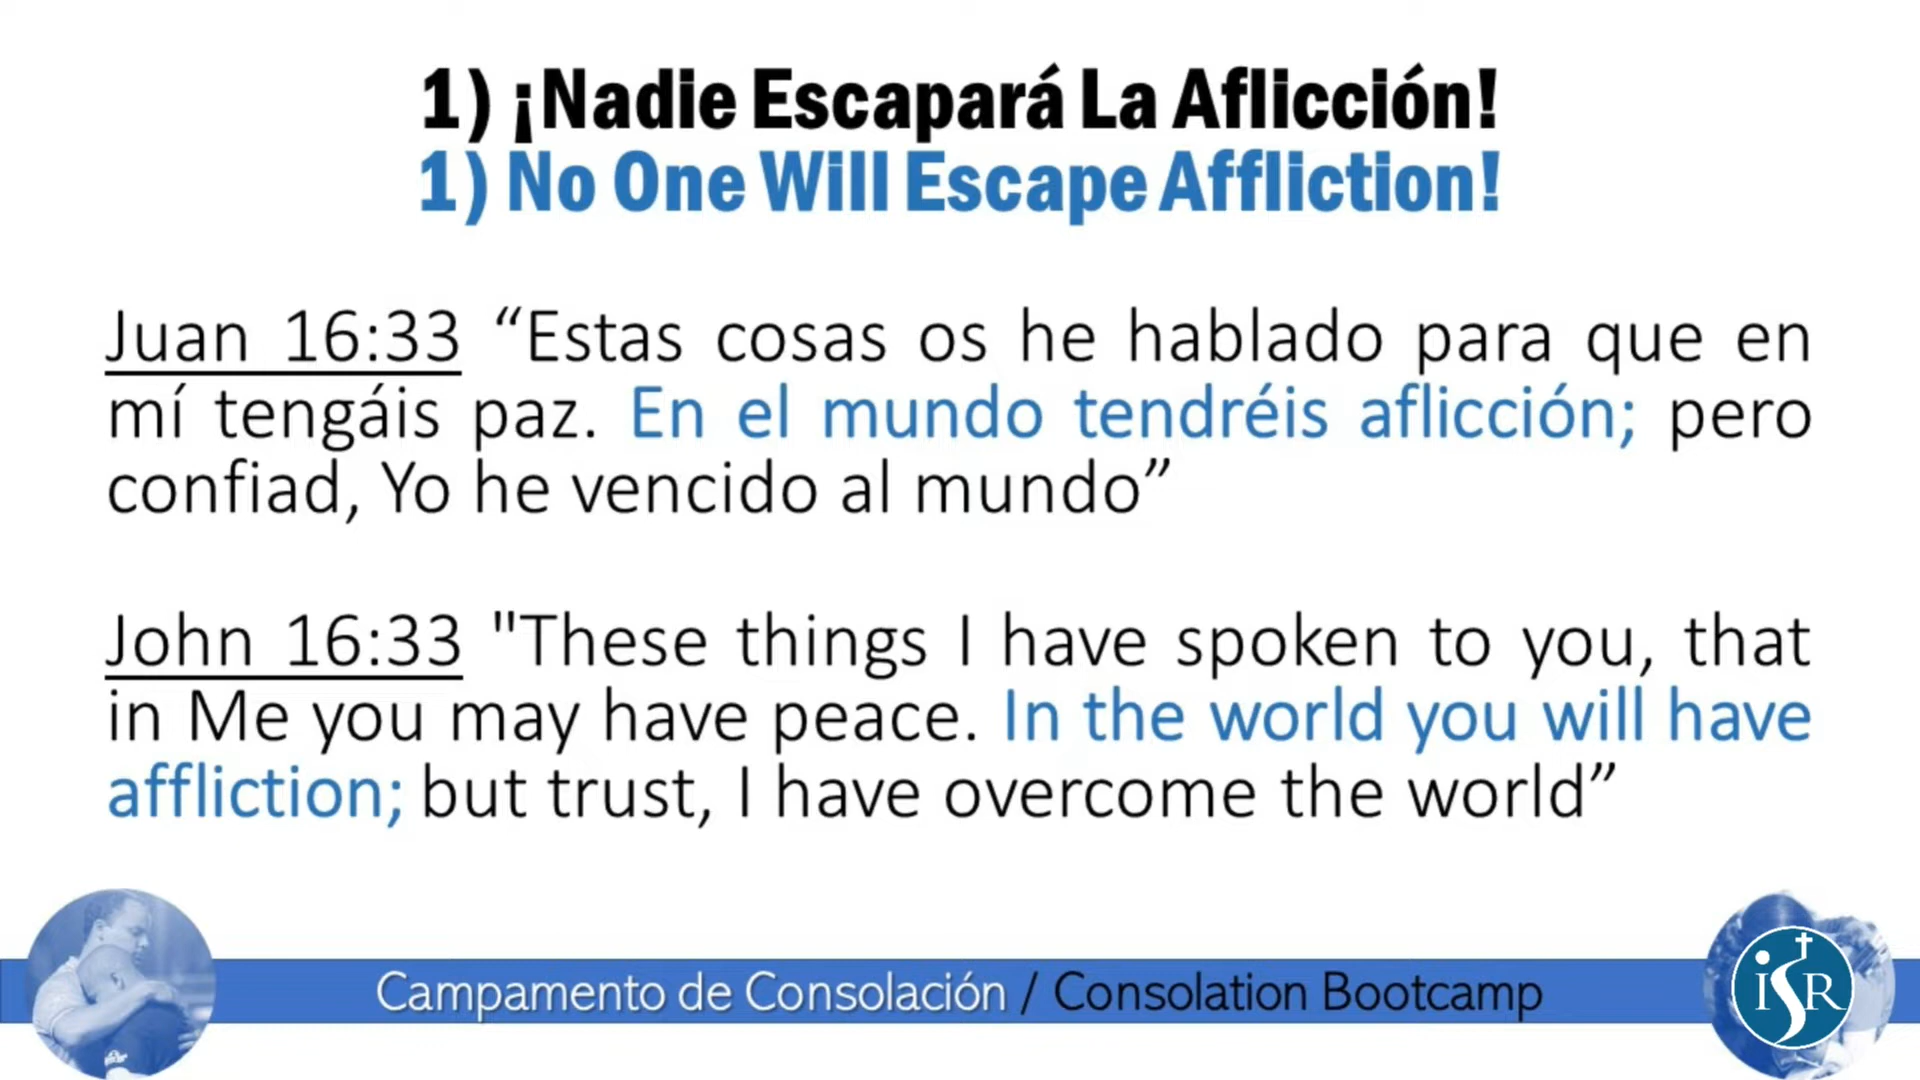 1) ¡Nadie Escapará La Aflicción!
1) No One Will Escape Affliction!
Juan 16:33 “Estas cosas os he hablado para que en
mí tengáis paz. En el mundo tendréis aflicción; pero
confiad, Yo he vencido al mundo”
John 16:33 "These things I have spoken to you, that
in Me you may have peace. In the world you will have
affliction; but trust, I have overcome the world”
Campamento de Consolación / Consolation Bootcamp
iSR